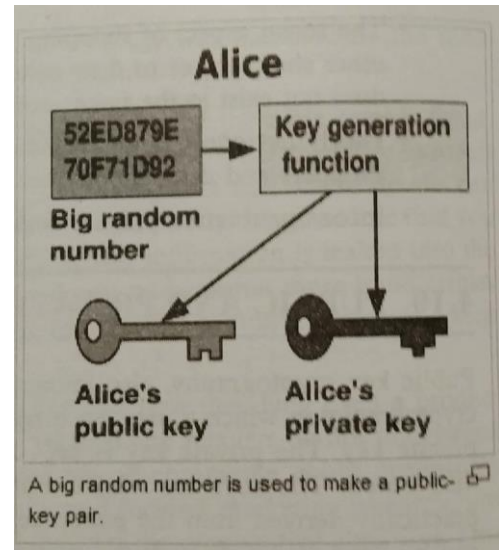 Alice
52ED879E
70F71D92
Key generation
function
Big random
number
Alice's
public key
Alice's
private key
A big random number is used to make a public-
key pair.